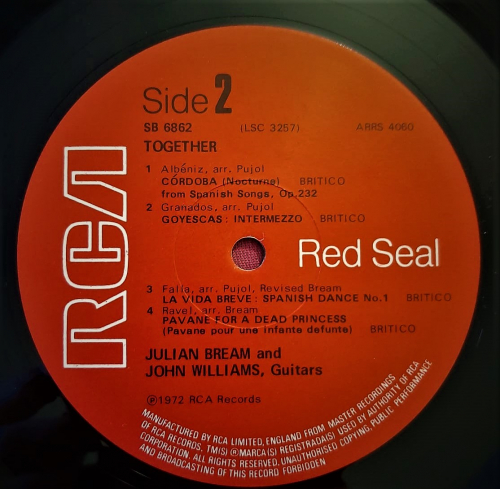 RCA
Side 2
SB 6862 (LSC 3257) ARRS 4060
TOGETHER
1 Albéniz, arr. Pujol
CÓRDOBA (Nocturne) BRITICO
from Spanish Songs, Op.232
2 Granados, arr. Pujol
GOYESCAS: INTERMEZZO BRITICO
Red Seal
3 Falla, arr. Pujol, Revised Bream
LA VIDA BREVE: SPANISH DANCE No.1 BRITICO
4 Ravel, arr. Bream
PAVANE FOR A DEAD PRINCESS
(Pavane pour une infante defunte) BRITICO
JULIAN BREAM and
JOHN WILLIAMS, Guitars
Ⓟ1972 RCA Records
MANUFACTURED BY RCA LIMITED, ENGLAND FROM MASTER RECORDINGS
OF RCA RECORDS. TM(S) ® MARCA(S) REGISTRADA(S) USED BY AUTHORITY OF RCA
CORPORATION. ALL RIGHTS RESERVED. UNAUTHORISED COPYING, PUBLIC PERFORMANCE
AND BROADCASTING OF THIS RECORD FORBIDDEN